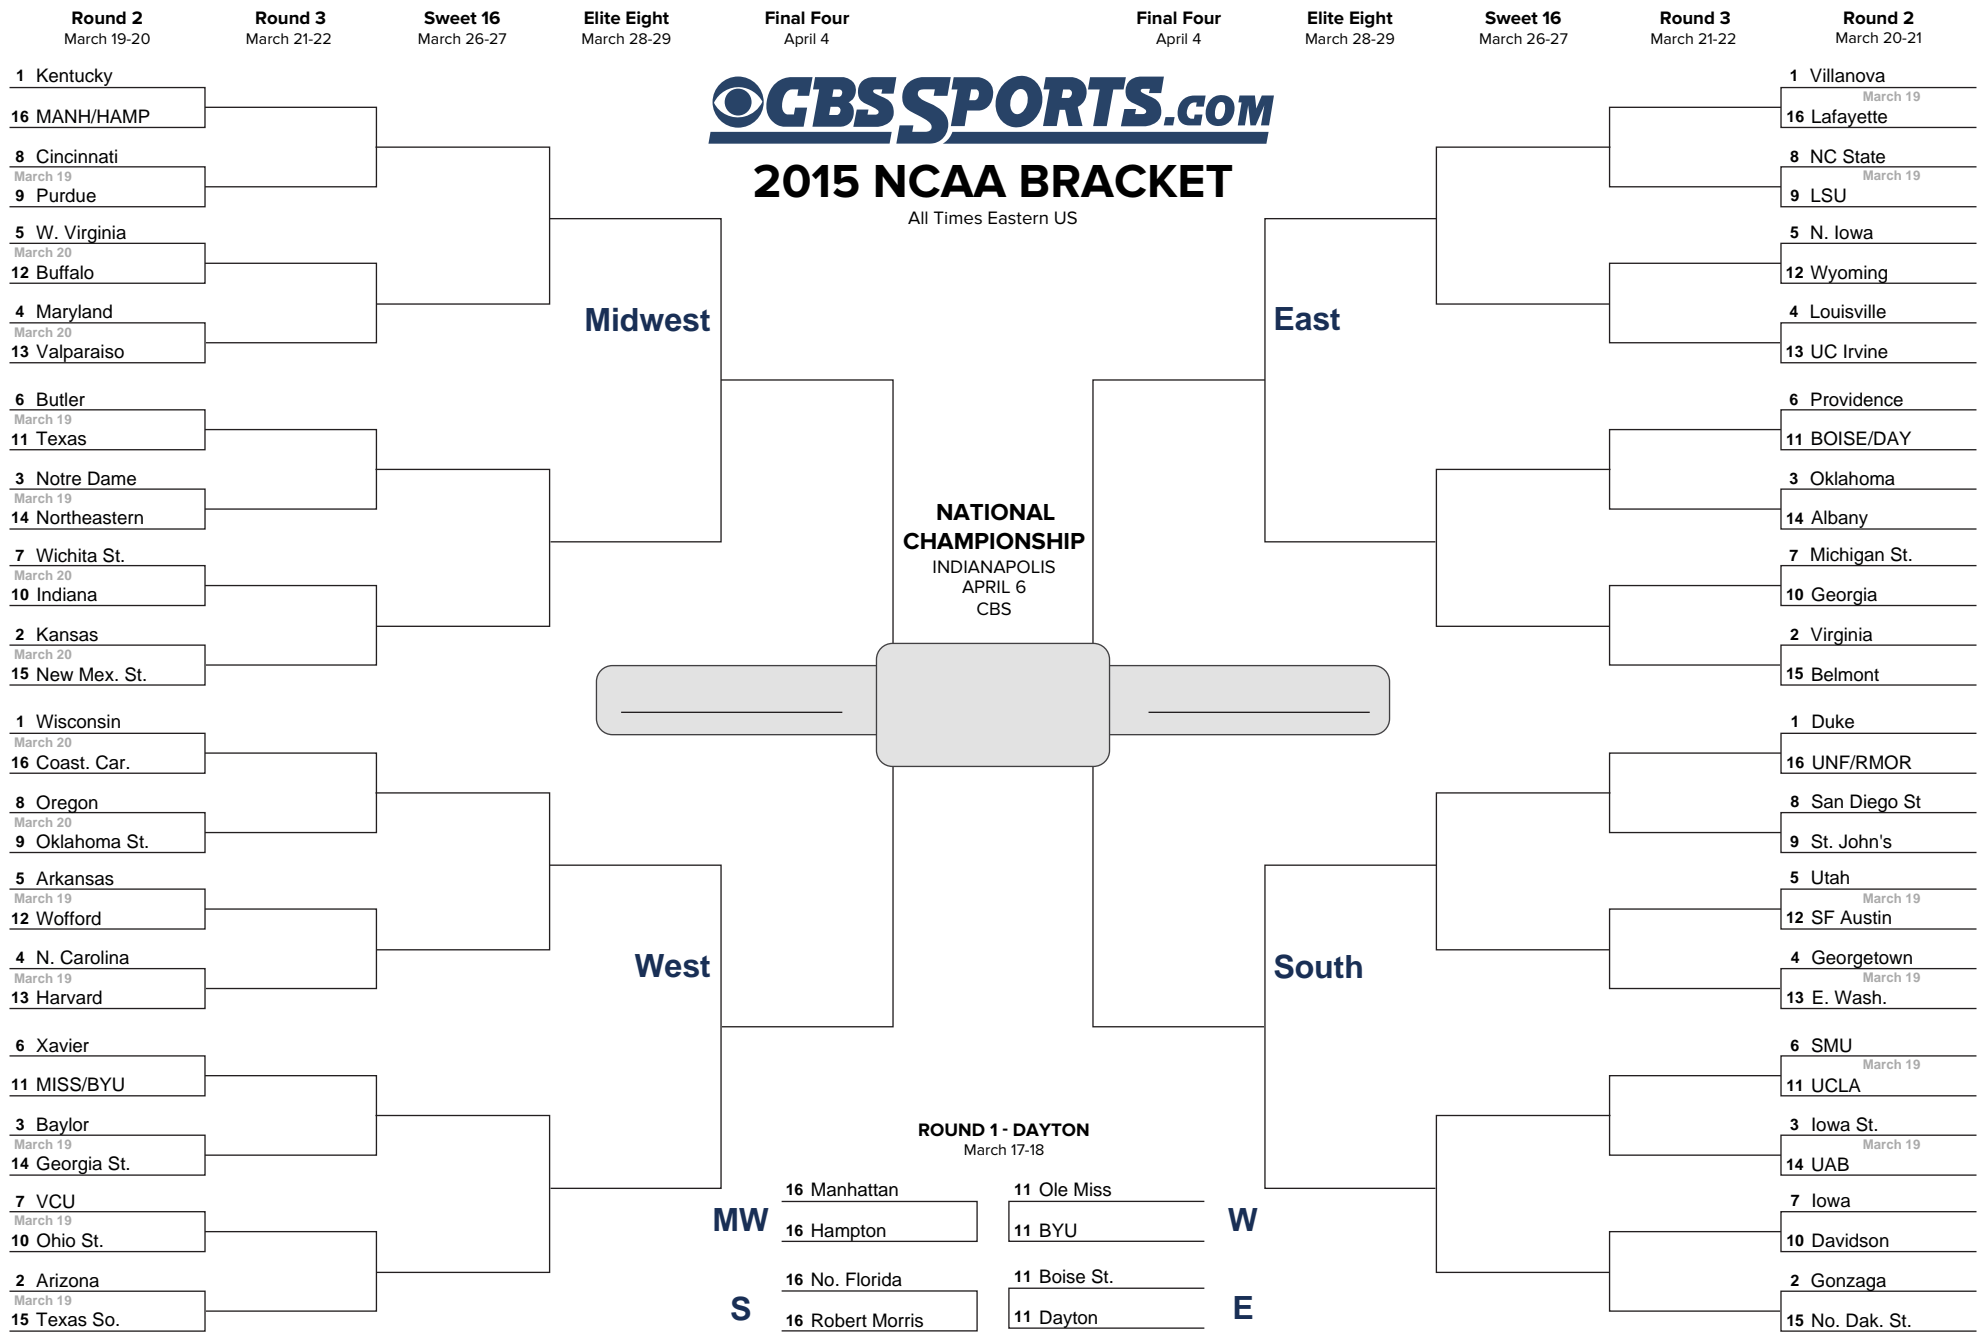 Round 2
March 19-20
Round 3
March 21-22
Sweet 16
March 26-27
Elite Eight
March 28-29
Final Four
April 4
Final Four
April 4
Elite Eight
March 28-29
Sweet 16
March 26-27
Round 3
March 21-22
Round 2
March 20-21
CBSSPORTS.COM
2015 NCAA BRACKET
All Times Eastern US
1 Kentucky
16 MANH/HAMP
8 Cincinnati
March 19
9 Purdue
5 W. Virginia
March 20
12 Buffalo
4 Maryland
March 20
13 Valparaiso
6 Butler
March 19
11 Texas
3 Notre Dame
March 19
14 Northeastern
7 Wichita St.
March 20
10 Indiana
2 Kansas
March 20
15 New Mex. St.
Midwest
1 Wisconsin
March 20
16 Coast. Car.
8 Oregon
March 20
9 Oklahoma St.
5 Arkansas
March 19
12 Wofford
4 N. Carolina
March 19
13 Harvard
6 Xavier
11 MISS/BYU
3 Baylor
March 19
14 Georgia St.
7 VCU
March 19
10 Ohio St.
2 Arizona
March 19
15 Texas So.
West
NATIONAL
CHAMPIONSHIP
INDIANAPOLIS
APRIL 6
CBS
1 Villanova
March 19
16 Lafayette
8 NC State
March 19
9 LSU
5 N. Iowa
12 Wyoming
4 Louisville
13 UC Irvine
6 Providence
11 BOISE/DAY
3 Oklahoma
14 Albany
7 Michigan St.
10 Georgia
2 Virginia
15 Belmont
East
1 Duke
16 UNF/RMOR
8 San Diego St
9 St. John's
5 Utah
March 19
12 SF Austin
4 Georgetown
March 19
13 E. Wash.
6 SMU
March 19
11 UCLA
3 Iowa St.
March 19
14 UAB
7 Iowa
10 Davidson
2 Gonzaga
15 No. Dak. St.
South
ROUND 1 - DAYTON
March 17-18
MW
16 Manhattan
16 Hampton
11 Ole Miss
11 BYU
W
S
16 No. Florida
16 Robert Morris
11 Boise St.
11 Dayton
E